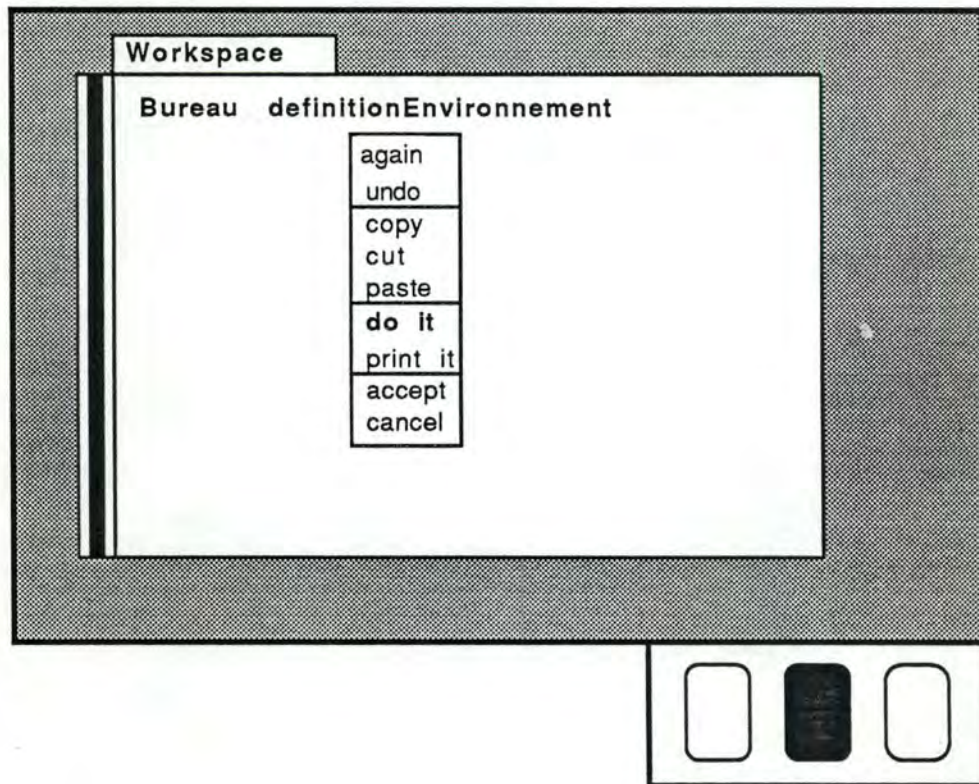 Workspace
Bureau definitionEnvironnement
again
undo
copy
cut
paste
do it
print it
accept
cancel